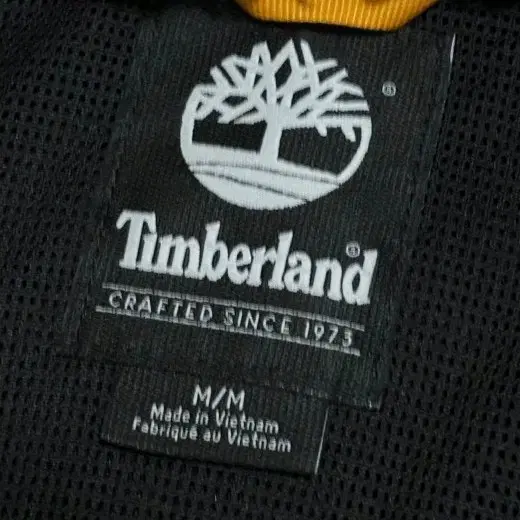 ®
Timberland®
CRAFTED SINCE 1973
M/M
Made in Vietnam
Fabriqué au Vietnam